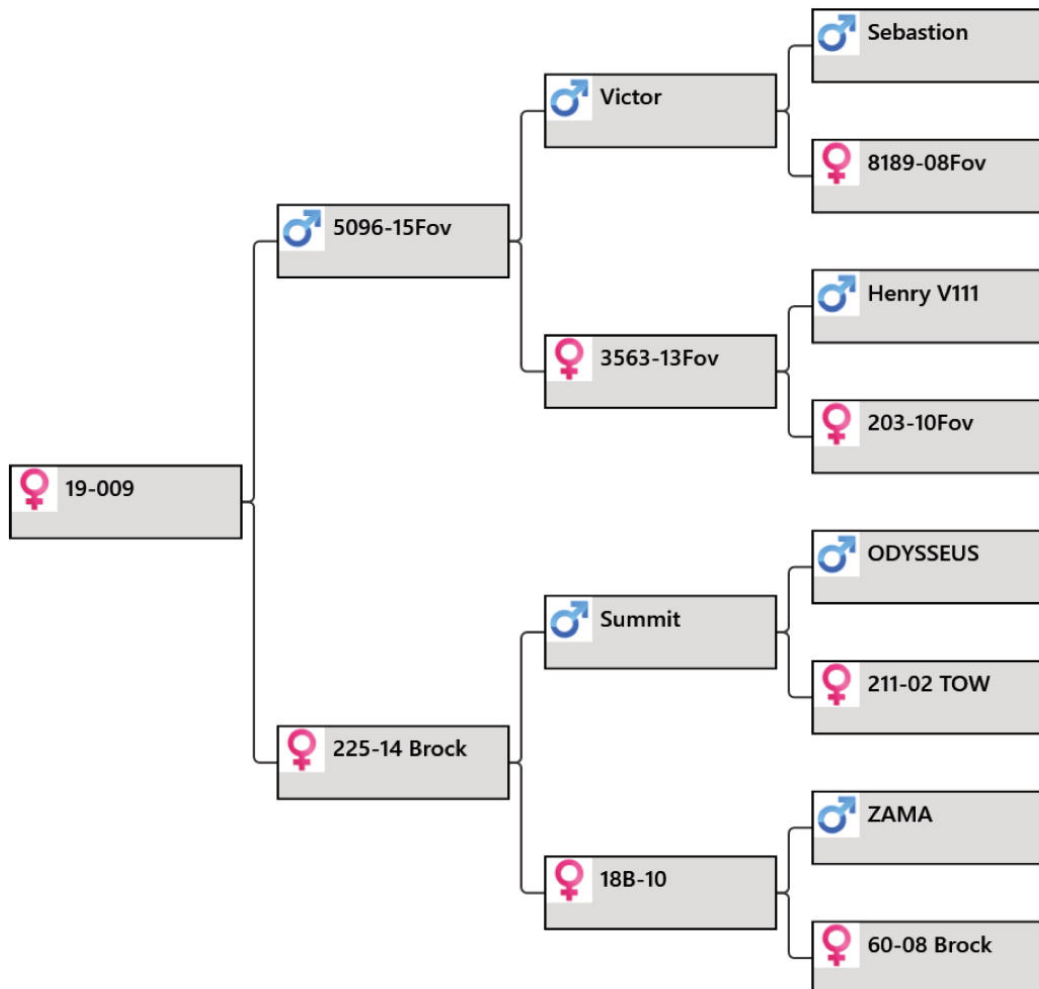 Sebastion
Victor
8189-08Fov
5096-15Fov
Henry V111
3563-13Fov
203-10Fov
19-009
ODYSSEUS
Summit
211-02 TOW
225-14 Brock
ZAMA
18B-10
60-08 Brock